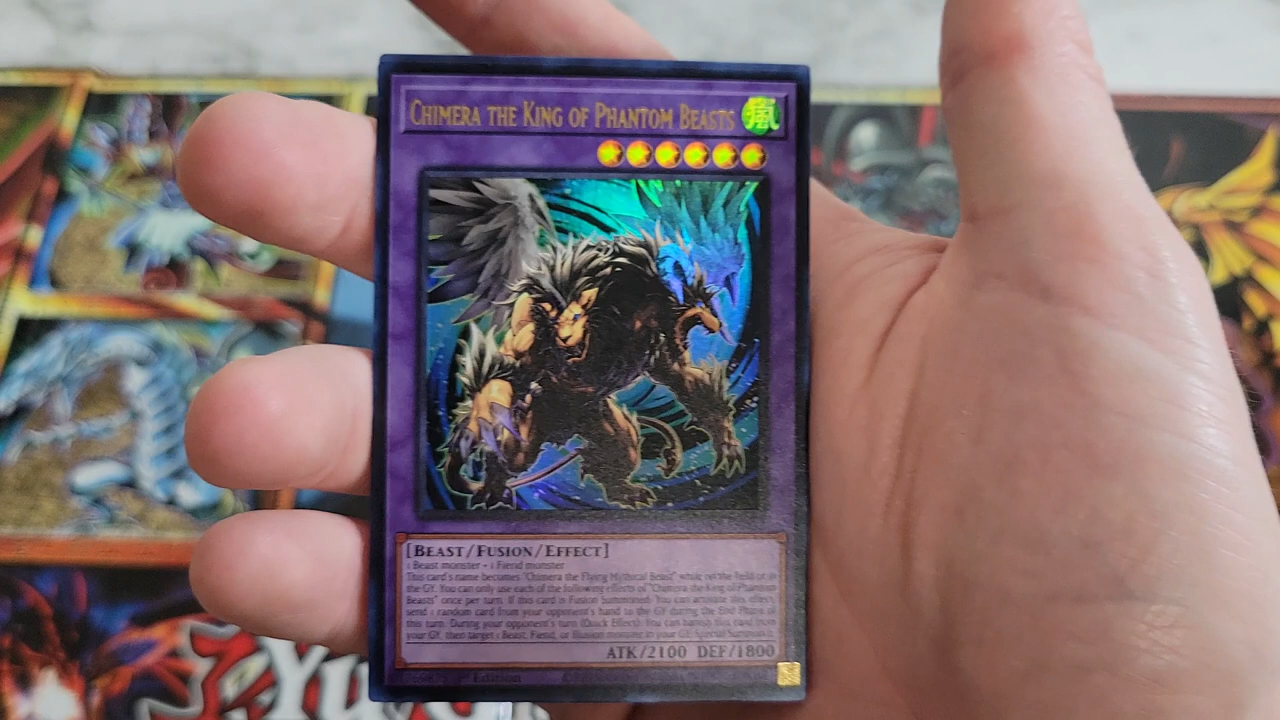 CHIMERA THE KING OF PHANTOM BEASTS
風
[BEAST/FUSION/EFFECT]
1 Beast monster + 1 Fiend monster
This card's name becomes "Chimera the Flying Mythical Beast" while on the field or in
the GY. You can only use each of the following effects of "Chimera the King of Phantom
Beasts" once per turn. If this card is Fusion Summoned: You can activate this effect;
send 1 random card from your opponent's hand to the GY during the End Phase of
this turn. During your opponent's turn (Quick Effect): You can banish this card from
your GY, then target 1 Beast, Fiend, or Illusion monster in your GY; Special Summon it.
ATK/2100 DEF/1800
Edition
YU-G